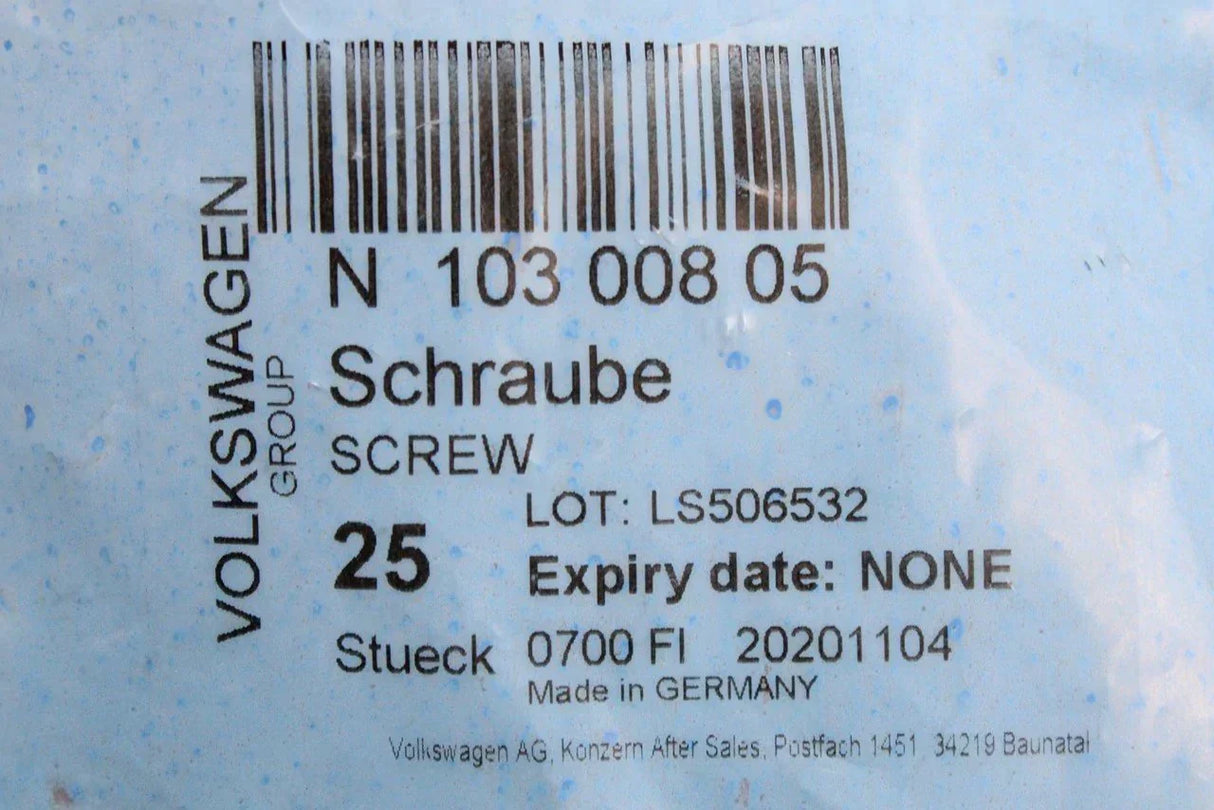 VOLKSWAGEN
GROUP
N 103 008 05
Schraube
SCREW
LOT: LS506532
25
Expiry date: NONE
Stueck
0700 FI 20201104
Made in GERMANY
Volkswagen AG, Konzern After Sales, Postfach 1451, 34219 Baunatal